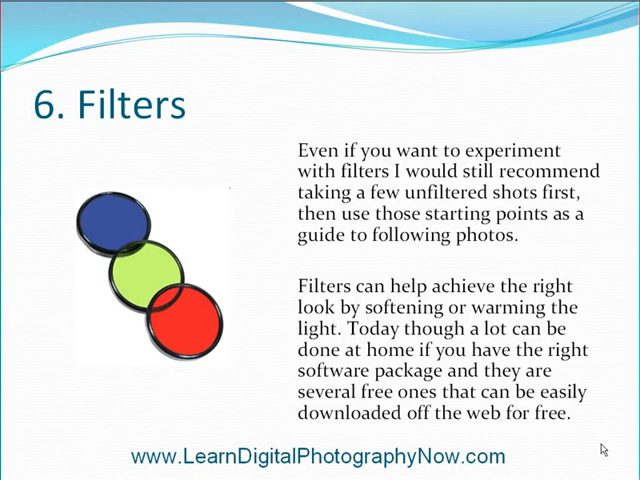 6. Filters
Even if you want to experiment
with filters I would still recommend
taking a few unfiltered shots first,
then use those starting points as a
guide to following photos.
Filters can help achieve the right
look by softening or warming the
light. Today though a lot can be
done at home if you have the right
software package and they are
several free ones that can be easily
downloaded off the web for free.
www.LearnDigitalPhotographyNow.com